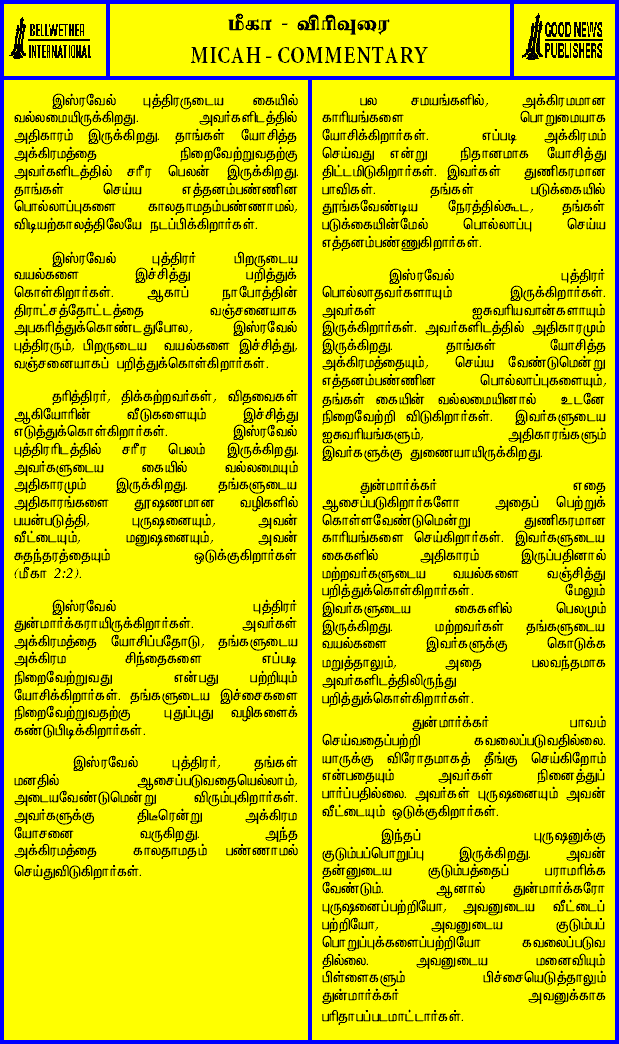 BELLWETHER
INTERNATIONAL
மீகா - விரிவுரை
MICAH - COMMENTARY
GOOD NEWS
PUBLISHERS
இஸ்ரவேல் புத்திரருடைய கையில்
வல்லமையிருக்கிறது. அவர்களிடத்தில்
அதிகாரம் இருக்கிறது. தாங்கள் யோசித்த
அக்கிரமத்தை நிறைவேற்றுவதற்கு
அவர்களிடத்தில் சரீர பெலன் இருக்கிறது.
தாங்கள் செய்ய எத்தனம்பண்ணின
பொல்லாப்புகளை காலதாமதம்பண்ணாமல்,
விடியற்காலத்திலேயே நடப்பிக்கிறார்கள்.
இஸ்ரவேல் புத்திரர் பிறருடைய
வயல்களை இச்சித்து பறித்துக்
கொள்கிறார்கள். ஆகாப் நாபோத்தின்
திராட்சத்தோட்டத்தை வஞ்சனையாக
அபகரித்துக்கொண்டதுபோல, இஸ்ரவேல்
புத்திரரும், பிறருடைய வயல்களை இச்சித்து,
வஞ்சனையாகப் பறித்துக்கொள்கிறார்கள்.
தரித்திரர், திக்கற்றவர்கள், விதவைகள்
ஆகியோரின் வீடுகளையும் இச்சித்து
எடுத்துக்கொள்கிறார்கள். இஸ்ரவேல்
புத்திரரிடத்தில் சரீர பெலம் இருக்கிறது.
அவர்களுடைய கையில் வல்லமையும்
அதிகாரமும் இருக்கிறது. தங்களுடைய
அதிகாரங்களை தூஷணமான வழிகளில்
பயன்படுத்தி, புருஷனையும், அவன்
வீட்டையும், மனுஷனையும், அவன்
சுதந்தரத்தையும் ஒடுக்குகிறார்கள்
(மீகா 2:2).
இஸ்ரவேல் புத்திரர்
துன்மார்க்கராயிருக்கிறார்கள். அவர்கள்
அக்கிரமத்தை யோசிப்பதோடு, தங்களுடைய
அக்கிரம சிந்தைகளை எப்படி
நிறைவேற்றுவது என்பது பற்றியும்
யோசிக்கிறார்கள். தங்களுடைய இச்சைகளை
நிறைவேற்றுவதற்கு புதுப்புது வழிகளைக்
கண்டுபிடிக்கிறார்கள்.
இஸ்ரவேல் புத்திரர், தங்கள்
மனதில் ஆசைப்படுவதையெல்லாம்,
அடையவேண்டுமென்று விரும்புகிறார்கள்.
அவர்களுக்கு திடீரென்று அக்கிரம
யோசனை வருகிறது. அந்த
அக்கிரமத்தை காலதாமதம் பண்ணாமல்
செய்துவிடுகிறார்கள்.
பல சமயங்களில், அக்கிரமமான
காரியங்களை பொறுமையாக
யோசிக்கிறார்கள். எப்படி அக்கிரமம்
செய்வது என்று நிதானமாக யோசித்து
திட்டமிடுகிறார்கள். இவர்கள் துணிகரமான
பாவிகள். தங்கள் படுக்கையில்
தூங்கவேண்டிய நேரத்தில்கூட, தங்கள்
படுக்கையின்மேல் பொல்லாப்பு செய்ய
எத்தனம்பண்ணுகிறார்கள்.
இஸ்ரவேல் புத்திரர்
பொல்லாதவர்களாயும் இருக்கிறார்கள்.
அவர்கள் ஐசுவரியவான்களாயும்
இருக்கிறார்கள். அவர்களிடத்தில் அதிகாரமும்
இருக்கிறது. தாங்கள் யோசித்த
அக்கிரமத்தையும், செய்ய வேண்டுமென்று
எத்தனம்பண்ணின பொல்லாப்புகளையும்,
தங்கள் கையின் வல்லமையினால் உடனே
நிறைவேற்றி விடுகிறார்கள். இவர்களுடைய
ஐசுவரியங்களும், அதிகாரங்களும்
இவர்களுக்கு துணையாயிருக்கிறது.
துன்மார்க்கர் எதை
ஆசைப்படுகிறார்களோ அதைப் பெற்றுக்
கொள்ளவேண்டுமென்று துணிகரமான
காரியங்களை செய்கிறார்கள். இவர்களுடைய
கைகளில் அதிகாரம் இருப்பதினால்
மற்றவர்களுடைய வயல்களை வஞ்சித்து
பறித்துக்கொள்கிறார்கள். மேலும்
இவர்களுடைய கைகளில் பெலமும்
இருக்கிறது. மற்றவர்கள் தங்களுடைய
வயல்களை இவர்களுக்கு கொடுக்க
மறுத்தாலும், அதை பலவந்தமாக
அவர்களிடத்திலிருந்து
பறித்துக்கொள்கிறார்கள்.
துன்மார்க்கர் பாவம்
செய்வதைப்பற்றி கவலைப்படுவதில்லை.
யாருக்கு விரோதமாகத் தீங்கு செய்கிறோம்
என்பதையும் அவர்கள் நினைத்துப்
பார்ப்பதில்லை. அவர்கள் புருஷனையும் அவன்
வீட்டையும் ஒடுக்குகிறார்கள்.
இந்தப் புருஷனுக்கு
குடும்பப்பொறுப்பு இருக்கிறது. அவன்
தன்னுடைய குடும்பத்தைப் பராமரிக்க
வேண்டும். ஆனால் துன்மார்க்கரோ
புருஷனைப்பற்றியோ, அவனுடைய வீட்டைப்
பற்றியோ, அவனுடைய குடும்பப்
பொறுப்புக்களைப்பற்றியோ கவலைப்படுவ
தில்லை. அவனுடைய மனைவியும்
பிள்ளைகளும் பிச்சையெடுத்தாலும்
துன்மார்க்கர் அவனுக்காக
பரிதாபப்படமாட்டார்கள்.